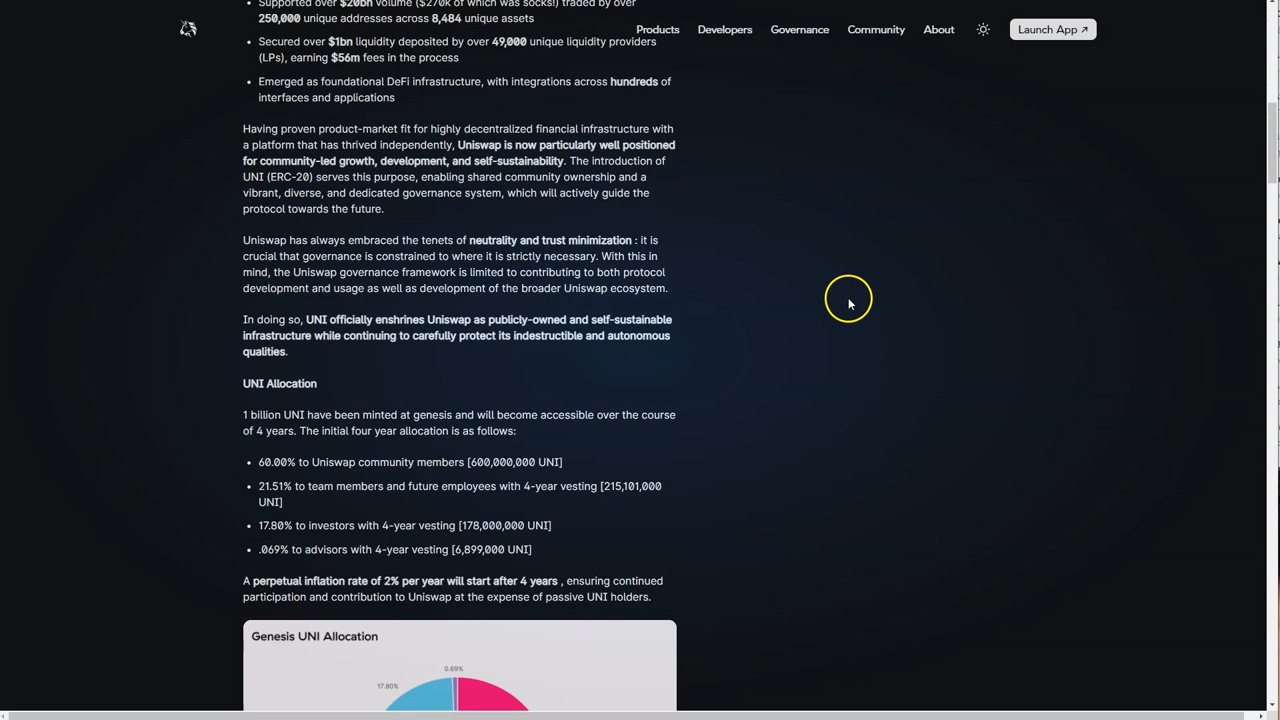 Supported over $20bn volume ($270k of which was socks!) traded by over
250,000 unique addresses across 8,484 unique assets
Products Developers Governance Community About Launch App ↗
Secured over $1bn liquidity deposited by over 49,000 unique liquidity providers
(LPs), earning $56m fees in the process
Emerged as foundational DeFi infrastructure, with integrations across hundreds of
interfaces and applications
Having proven product-market fit for highly decentralized financial infrastructure with
a platform that has thrived independently, Uniswap is now particularly well positioned
for community-led growth, development, and self-sustainability. The introduction of
UNI (ERC-20) serves this purpose, enabling shared community ownership and a
vibrant, diverse, and dedicated governance system, which will actively guide the
protocol towards the future.
Uniswap has always embraced the tenets of neutrality and trust minimization : it is
crucial that governance is constrained to where it is strictly necessary. With this in
mind, the Uniswap governance framework is limited to contributing to both protocol
development and usage as well as development of the broader Uniswap ecosystem.
In doing so, UNI officially enshrines Uniswap as publicly-owned and self-sustainable
infrastructure while continuing to carefully protect its indestructible and autonomous
qualities.
UNI Allocation
1 billion UNI have been minted at genesis and will become accessible over the course
of 4 years. The initial four year allocation is as follows:
60.00% to Uniswap community members [600,000,000 UNI]
21.51% to team members and future employees with 4-year vesting [215,101,000
UNI]
17.80% to investors with 4-year vesting [178,000,000 UNI]
.069% to advisors with 4-year vesting [6,899,000 UNI]
A perpetual inflation rate of 2% per year will start after 4 years , ensuring continued
participation and contribution to Uniswap at the expense of passive UNI holders.
Genesis UNI Allocation
0.69%
17.80%